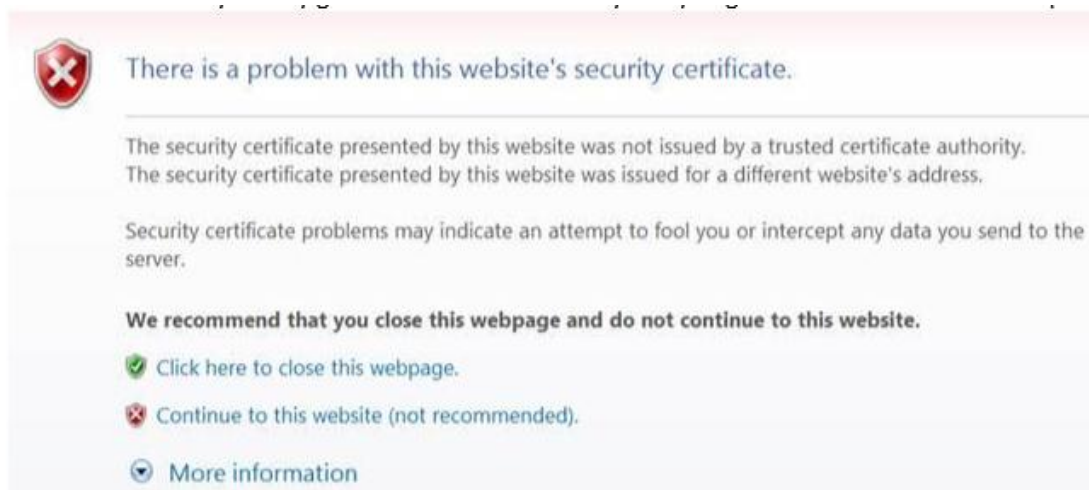 There is a problem with this website's security certificate.
The security certificate presented by this website was not issued by a trusted certificate authority.
The security certificate presented by this website was issued for a different website's address.
Security certificate problems may indicate an attempt to fool you or intercept any data you send to the
server.
We recommend that you close this webpage and do not continue to this website.
Click here to close this webpage.
Continue to this website (not recommended).
More information